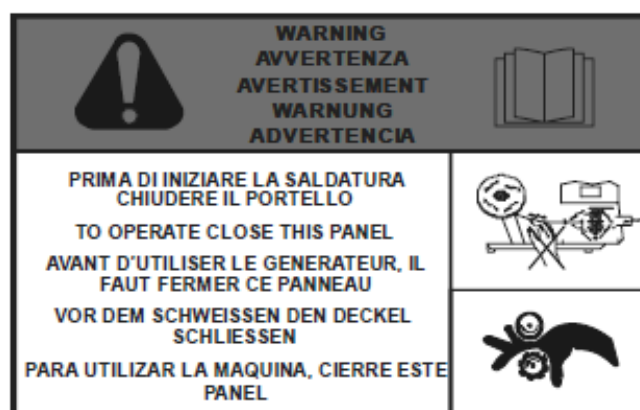 WARNING
AVVERTENZA
AVERTISSEMENT
WARNUNG
ADVERTENCIA
PRIMA DI INIZIARE LA SALDATURA
CHIUDERE IL PORTELLO
TO OPERATE CLOSE THIS PANEL
AVANT D'UTILISER LE GENERATEUR, IL
FAUT FERMER CE PANNEAU
VOR DEM SCHWEISSEN DEN DECKEL
SCHLIESSEN
PARA UTILIZAR LA MAQUINA, CIERRE ESTE
PANEL